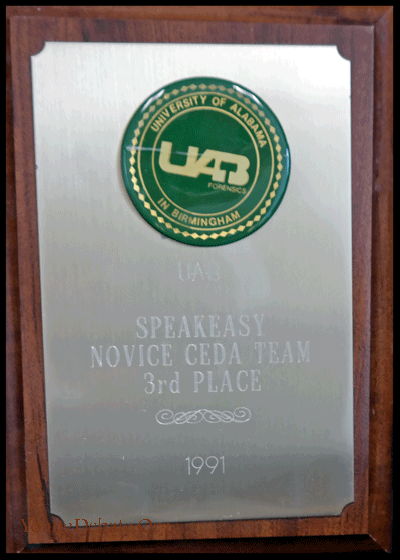 UNIVERSITY OF ALABAMA
UAB
FORENSICS
IN BIRMINGHAM
UAB
SPEAKEASY
NOVICE CEDA TEAM
3rd PLACE
1991